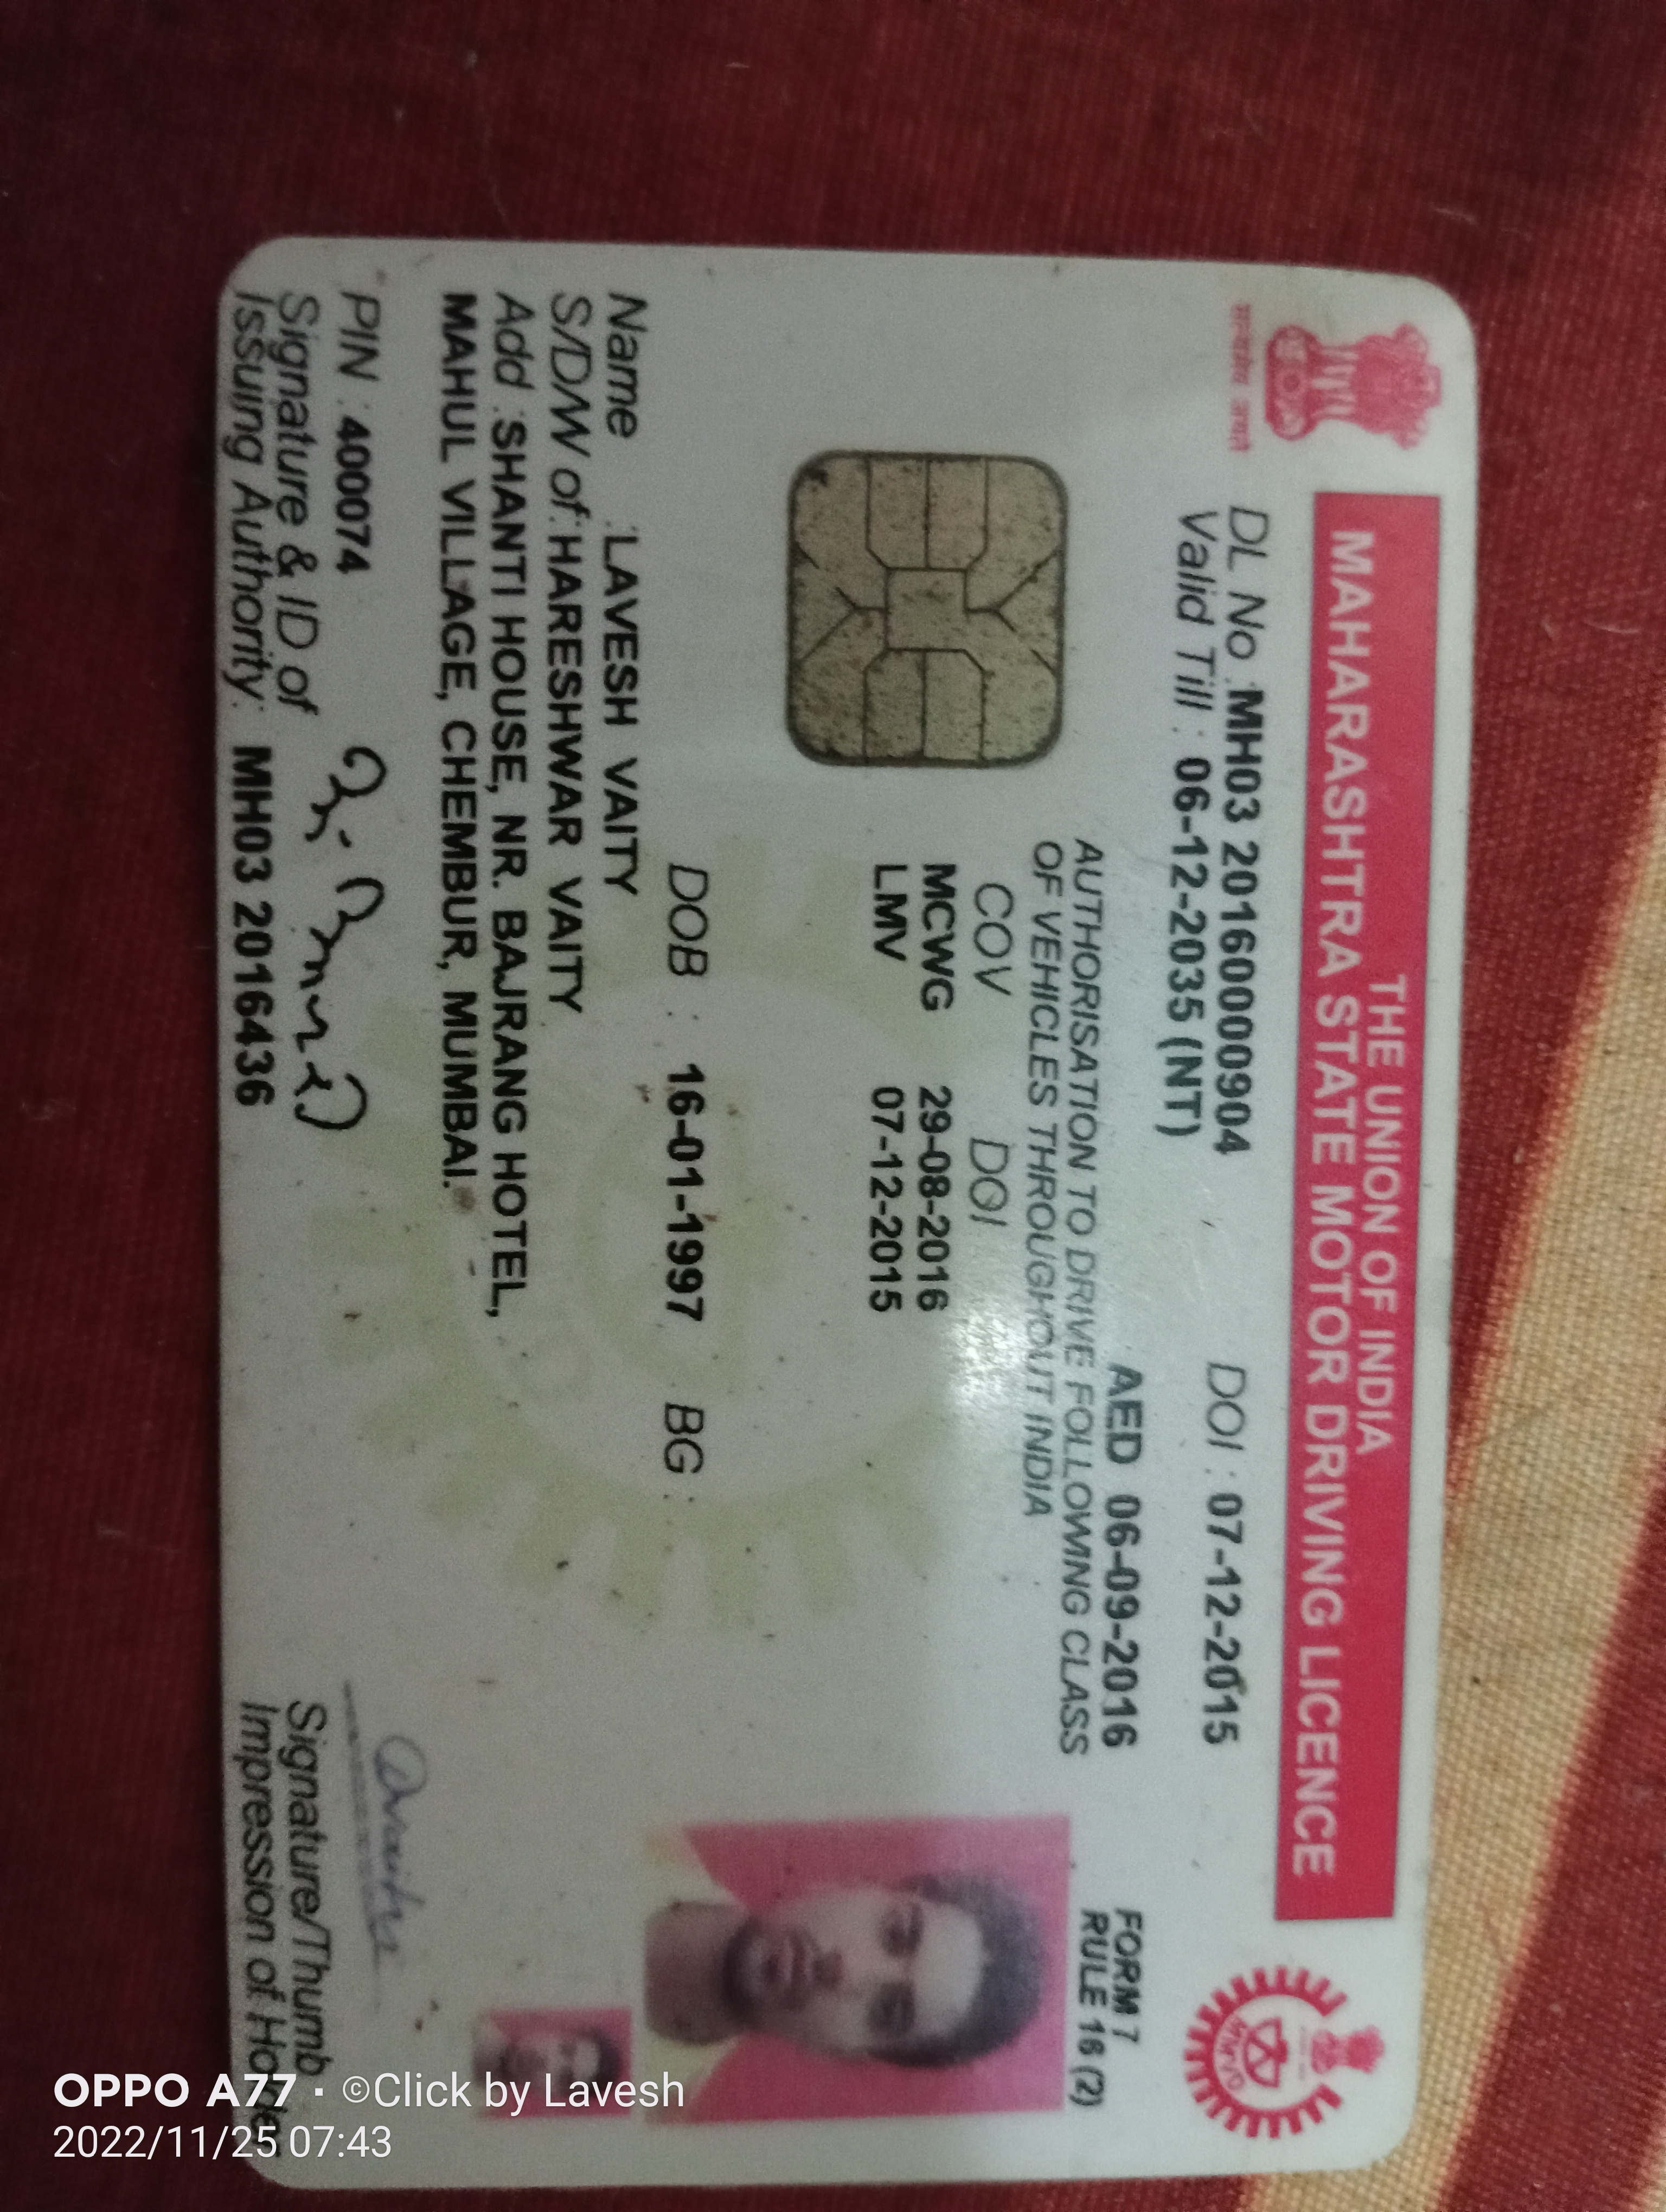 THE UNION OF INDIA
MAHARASHTRA STATE MOTOR DRIVING LICENCE
सत्यमेव जयते
DL No : MH03 20160000904 DOI : 07-12-2015
Valid Till : 06-12-2035 (NT)
AED 06-09-2016
FORM 7
RULE 16 (2)
AUTHORISATION TO DRIVE FOLLOWING CLASS
OF VEHICLES THROUGHOUT INDIA
COV DOI
MCWG 29-08-2016
LMV 07-12-2015
DOB : 16-01-1997 BG :
Name : LAVESH VAITY
S/D/W of : HARESHWAR VAITY
Add : SHANTI HOUSE, NR. BAJRANG HOTEL,
MAHUL VILLAGE, CHEMBUR, MUMBAI.
PIN : 400074
Signature & ID of
Issuing Authority: MH03 2016436
Signature/Thumb
Impression of Holder
OPPO A77 · ©Click by Lavesh
2022/11/25 07:43